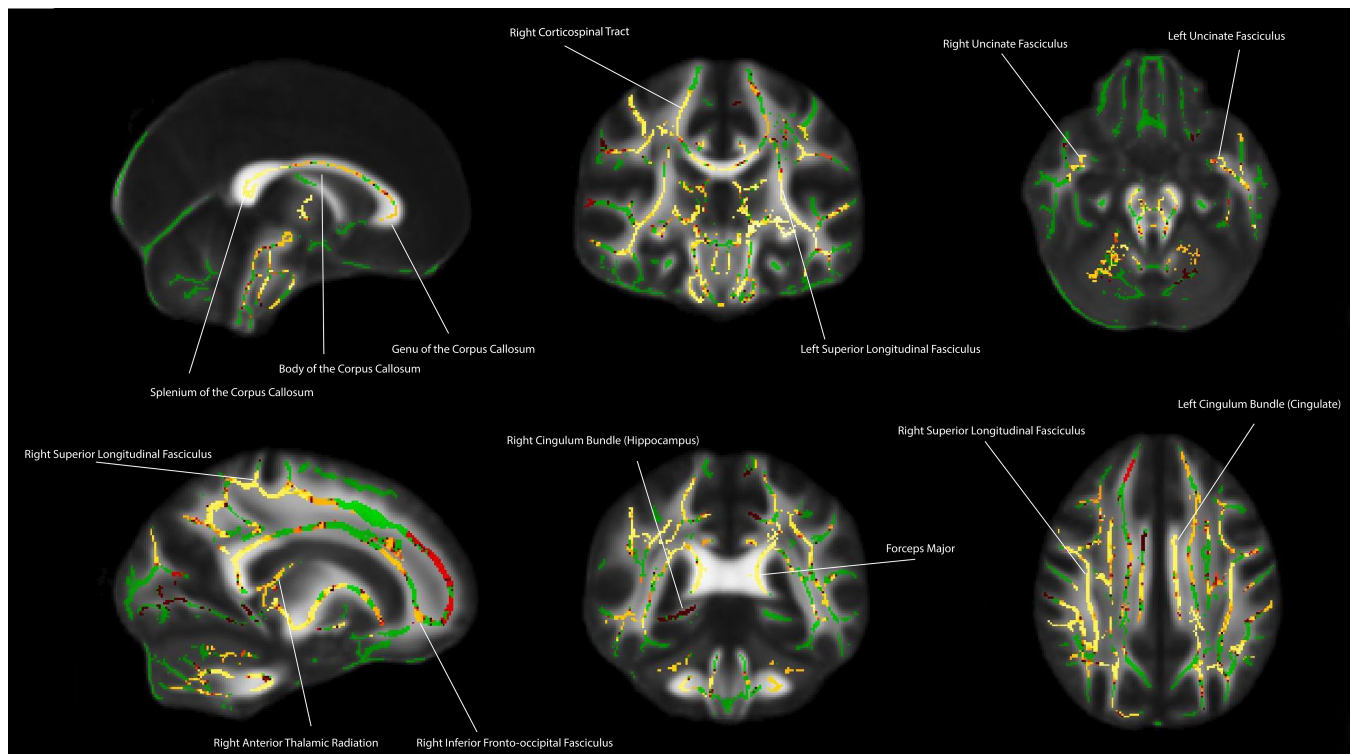 Right Corticospinal Tract
Right Uncinate Fasciculus
Left Uncinate Fasciculus
Genu of the Corpus Callosum
Left Superior Longitudinal Fasciculus
Body of the Corpus Callosum
Splenium of the Corpus Callosum
Left Cingulum Bundle (Cingulate)
Right Superior Longitudinal Fasciculus
Right Cingulum Bundle (Hippocampus)
Right Superior Longitudinal Fasciculus
Forceps Major
Right Anterior Thalamic Radiation
Right Inferior Fronto-occipital Fasciculus